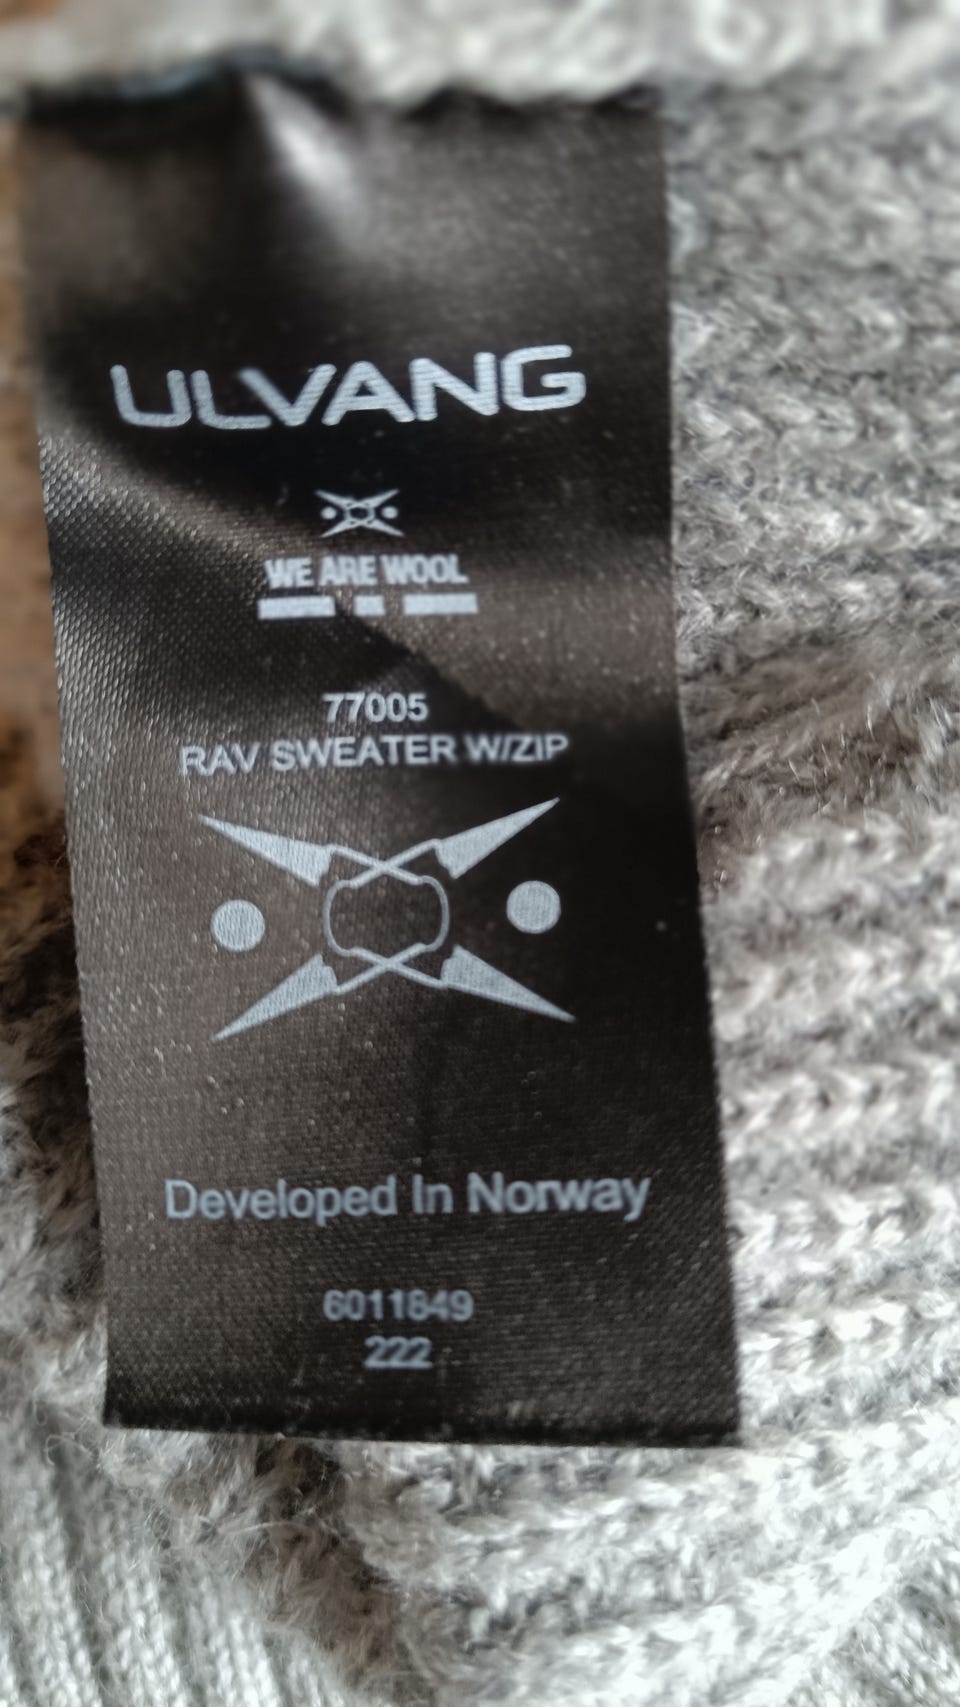 ULVANG
WE ARE WOOL
77005
RAV SWEATER W/ZIP
Developed In Norway
6011849
222